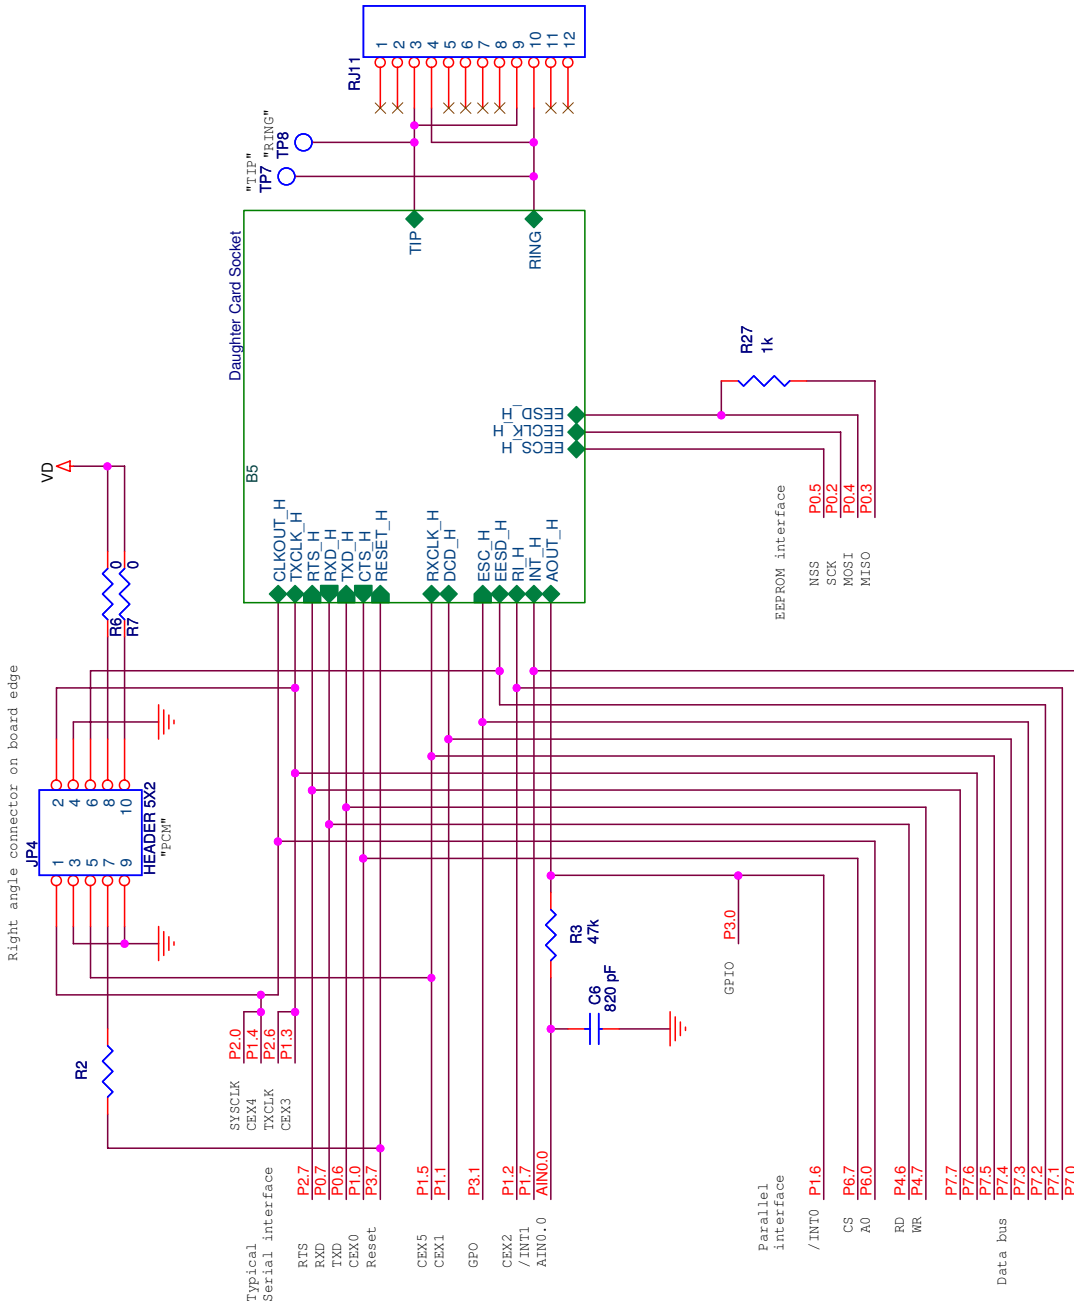 RJ11
1
2
3
4
5
6
7
8
9
10
11
12
"TIP"
TP7
"RING"
TP8
TIP
RING
Daughter Card Socket
B5
EESD_H
EECLK_H
EECS_H
R27
1k
VD
R6
0
R7
0
CLKOUT_H
TXCLK_H
RTS_H
RXD_H
TXD_H
CTS_H
RESET_H
RXCLK_H
DCD_H
ESC_H
EESD_H
RI_H
INT_H
AOUT_H
EEPROM interface
P0.5
P0.2
P0.4
P0.3
NSS
SCK
MOSI
MISO
Right angle connector on board edge
JP4
2
4
6
8
10
1
3
5
7
9
HEADER 5X2
"PCM"
R3
47k
C6
820 pF
P3.0
GPIO
R2
P2.0
P1.4
P2.6
P1.3
SYSCLK
CEX4
TXCLK
CEX3
Typical
Serial interface
P2.7
P0.7
P0.6
P1.0
P3.7
RTS
RXD
TXD
CEX0
Reset
P1.5
P1.1
CEX5
CEX1
P3.1
GPO
P1.2
P1.7
AIN0.0
CEX2
/INT1
AIN0.0
Parallel
interface
P1.6
/INT0
P6.7
P6.0
CS
A0
P4.6
P4.7
RD
WR
P7.7
P7.6
P7.5
P7.4
P7.3
P7.2
P7.1
P7.0
Data bus